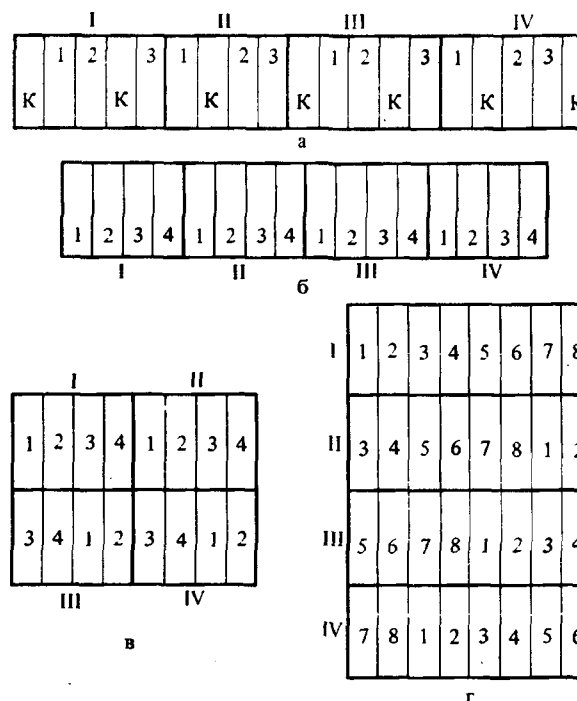 I II III IV
K 1 2 K 3 1 K 2 3 K 1 2 K 3 1 K 2 3 K
а
1 2 3 4 1 2 3 4 1 2 3 4 1 2 3 4
I II III IV
б
I II
1 2 3 4 1 2 3 4
3 4 1 2 3 4 1 2
III IV
в
I 1 2 3 4 5 6 7 8
II 3 4 5 6 7 8 1 2
III 5 6 7 8 1 2 3 4
IV 7 8 1 2 3 4 5 6
г